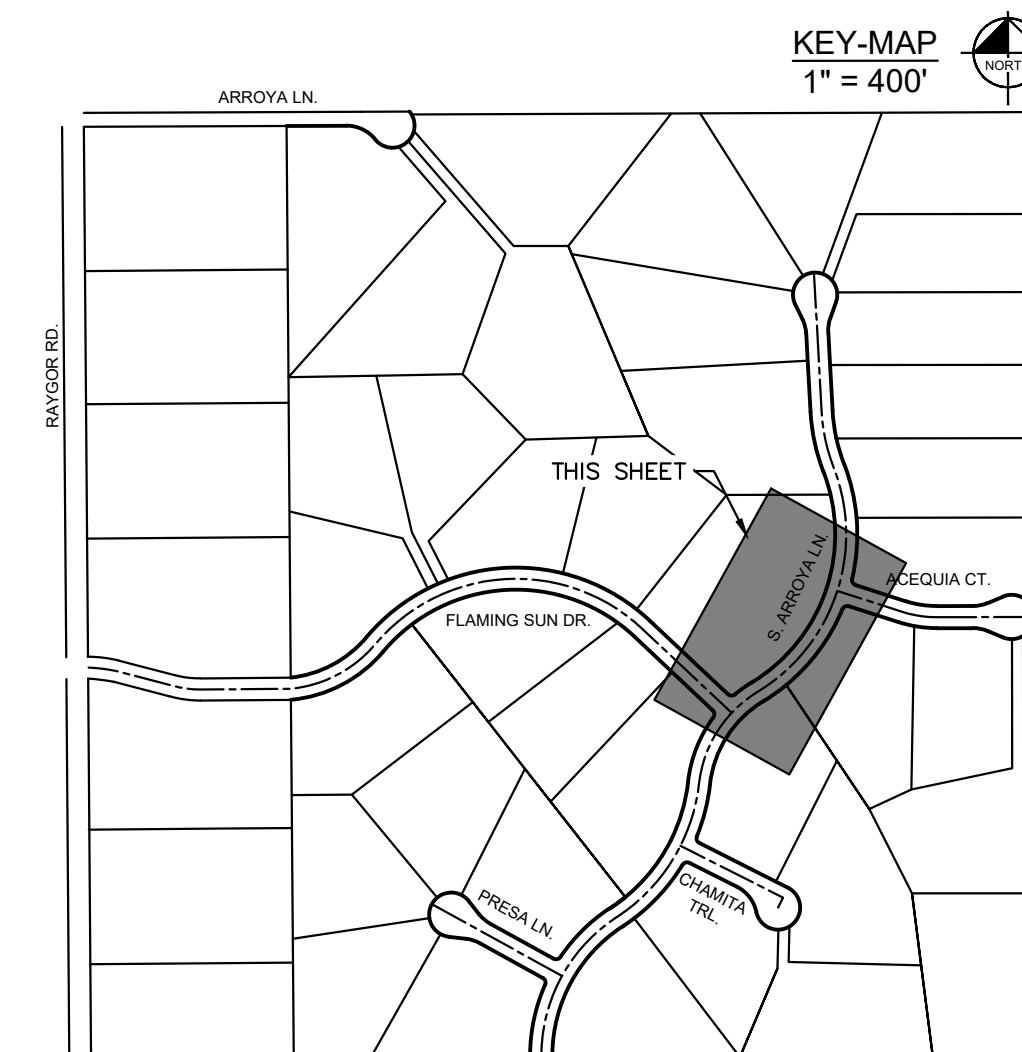 KEY-MAP
1" = 400'
NORT
ARROYA LN.
RAYGOR RD.
THIS SHEET
S. ARROYA LN.
ACEQUIA CT.
FLAMING SUN DR.
CHAMITA
TRL.
PRESA LN.